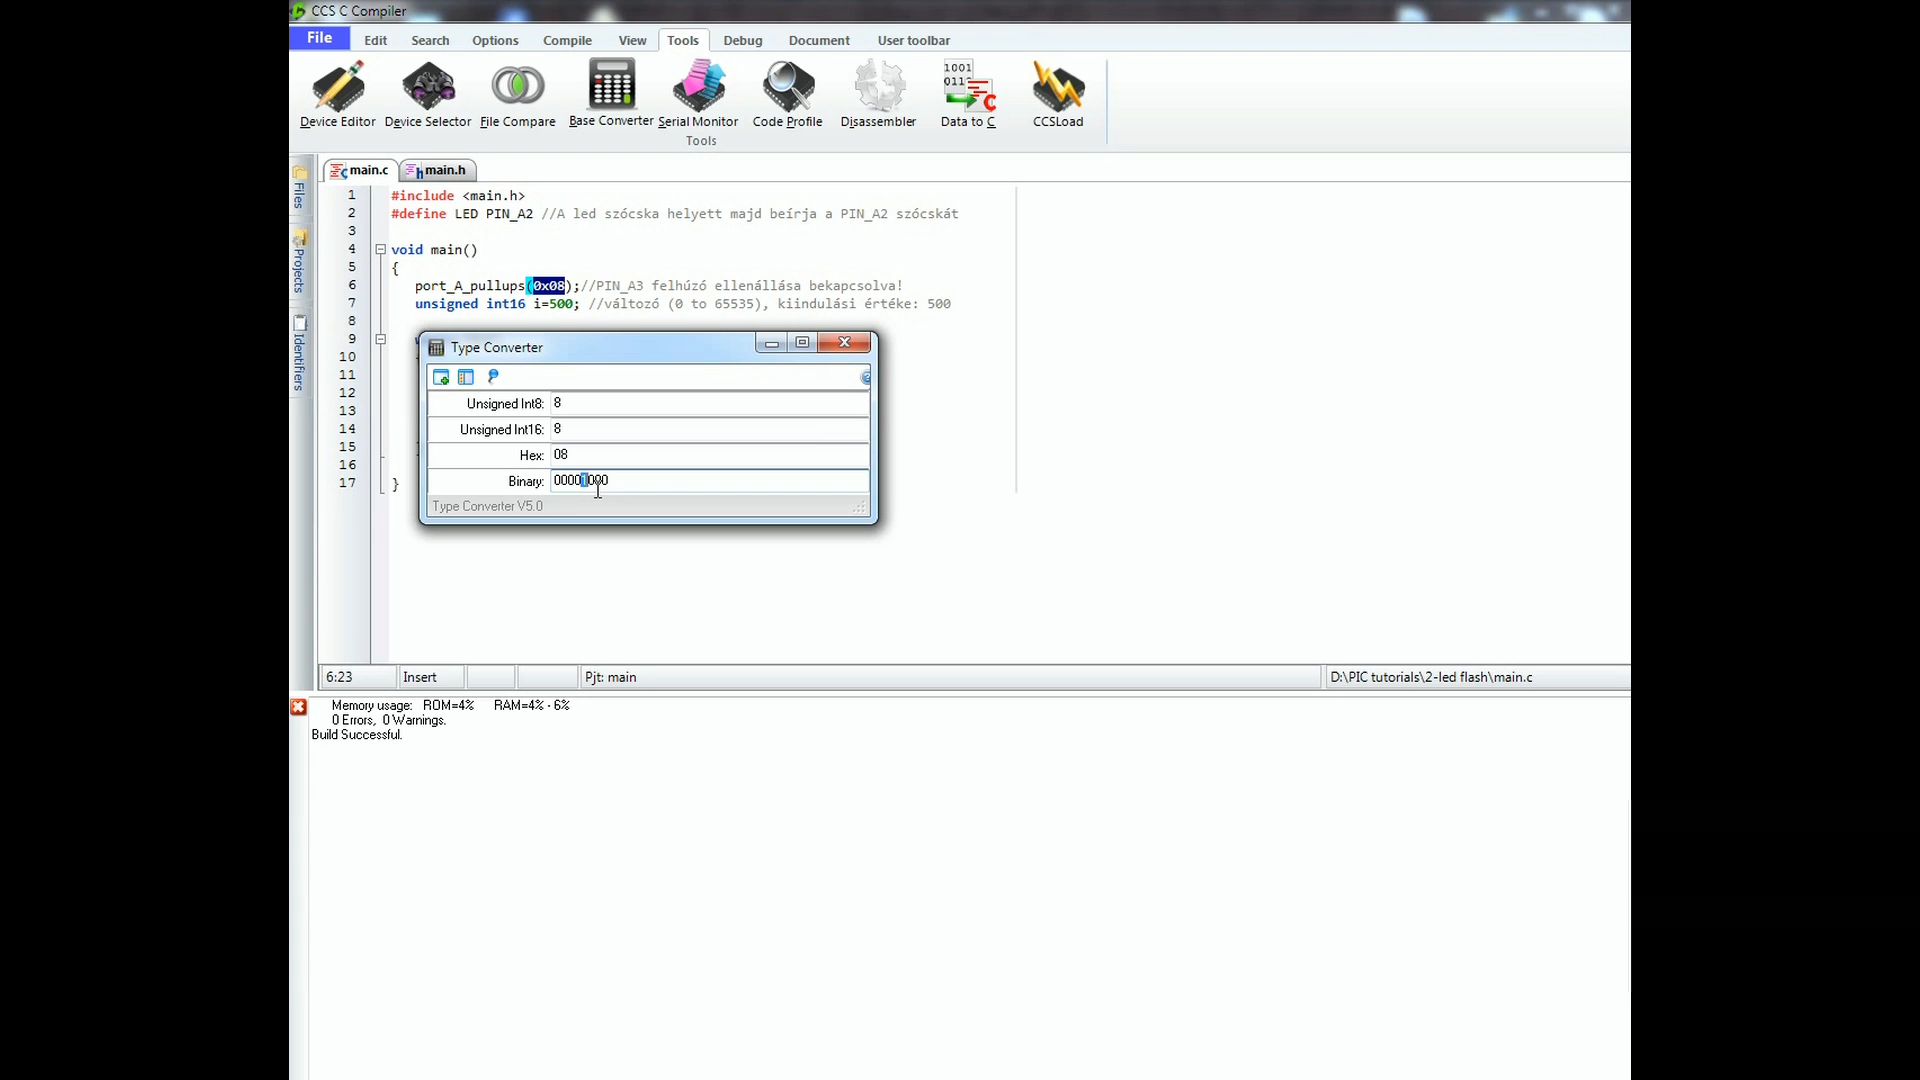 CCS C Compiler
File Edit Search Options Compile View Tools Debug Document User toolbar
1001
011
C
Device Editor Device Selector File Compare Base Converter Serial Monitor Code Profile Disassembler Data to C CCSLoad
Tools
Files
Projects
Identifiers
main.c main.h
1 #include <main.h>
2 #define LED PIN_A2 //A led szócska helyett majd beírja a PIN_A2 szócskát
3
4 void main()
5 {
6 port_A_pullups(0x08);//PIN_A3 felhúzó ellenállása bekapcsolva!
7 unsigned int16 i=500; //változó (0 to 65535), kiindulási értéke: 500
8
9
10
11
12
13
14
15
16
17 }
Type Converter
Unsigned Int8: 8
Unsigned Int16: 8
Hex: 08
Binary: 00001000
Type Converter V5.0
6:23 Insert Pjt: main D:\PIC tutorials\2-led flash\main.c
Memory usage: ROM=4% RAM=4% - 6%
0 Errors, 0 Warnings.
Build Successful.